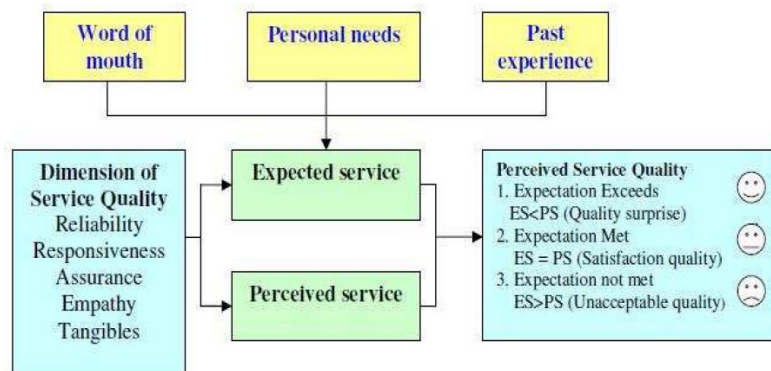 Word of
mouth
Personal needs
Past
experience
Dimension of
Service Quality
Reliability
Responsiveness
Assurance
Empathy
Tangibles
Expected service
Perceived service
Perceived Service Quality
1. Expectation Exceeds
ES<PS (Quality surprise)
2. Expectation Met
ES = PS (Satisfaction quality)
3. Expectation not met
ES>PS (Unacceptable quality)